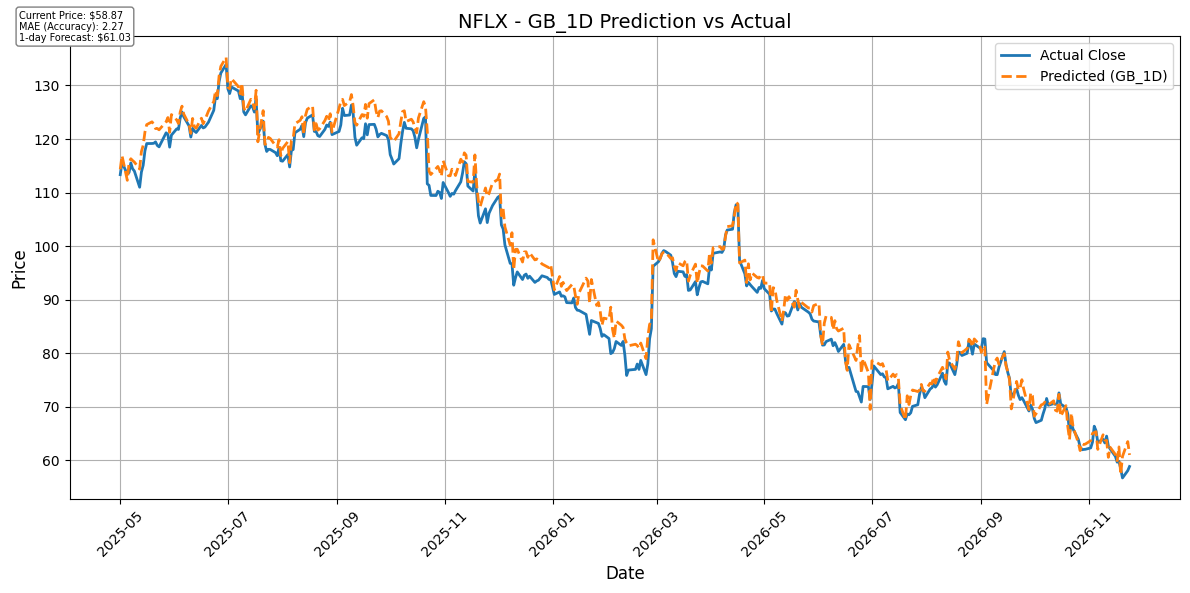 Current Price: $58.87
MAE (Accuracy): 2.27
1-day Forecast: $61.03
NFLX - GB_1D Prediction vs Actual
Actual Close
Predicted (GB_1D)
Price
130
120
110
100
90
80
70
60
2025-05
2025-07
2025-09
2025-11
2026-01
2026-03
2026-05
2026-07
2026-09
2026-11
Date